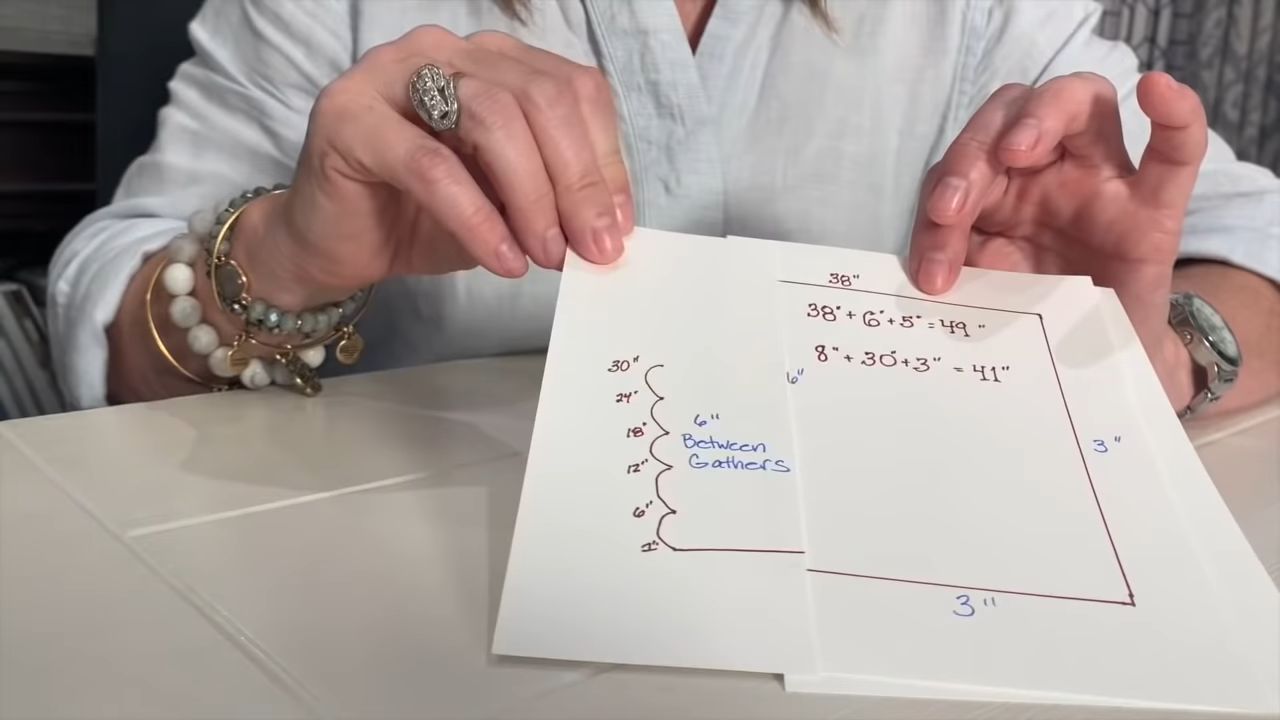 30"
24"
18"
12"
6"
1"
6"
Between
Gathers
38"
38" + 6" + 5" = 49"
8" + 30" + 3" = 41"
6"
3"
3"